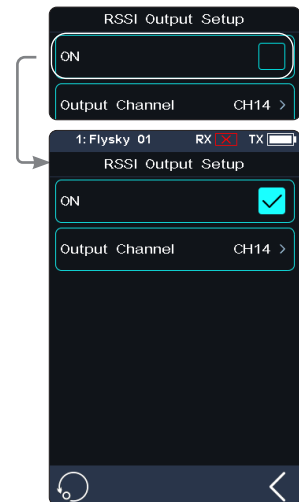 RSSI Output Setup
ON
Output Channel CH14 >
1: Flysky 01 RX TX
RSSI Output Setup
ON
Output Channel CH14 >